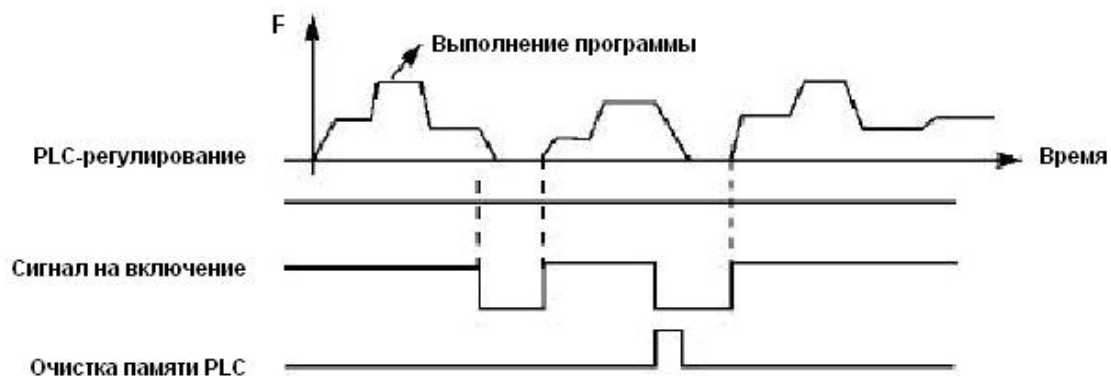 F
Выполнение программы
PLC-регулирование
Время
Сигнал на включение
Очистка памяти PLC